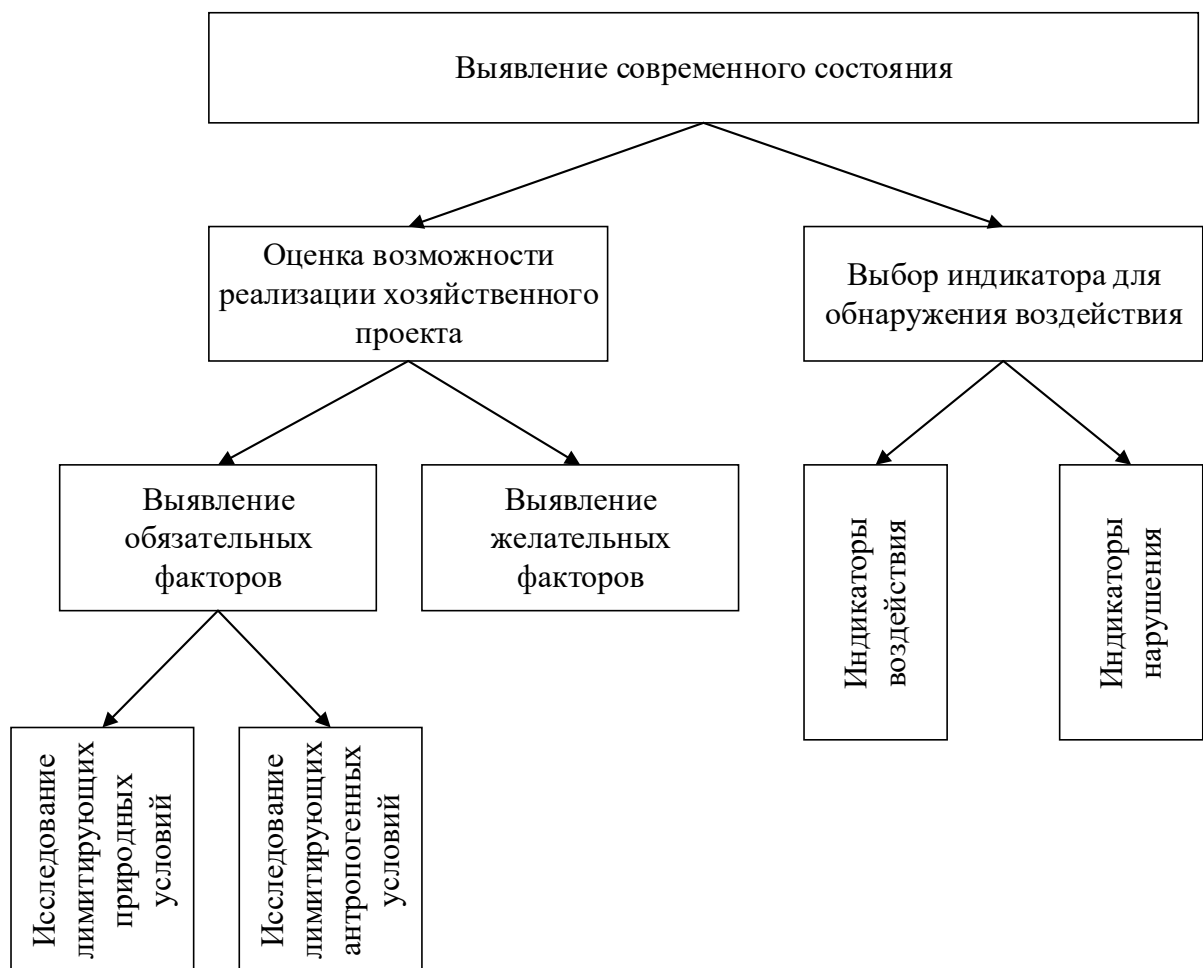 Выявление современного состояния
Оценка возможности
реализации хозяйственного
проекта
Выбор индикатора для
обнаружения воздействия
Выявление
обязательных
факторов
Выявление
желательных
факторов
Индикаторы
воздействия
Индикаторы
нарушения
Исследование
лимитирующих
природных
условий
Исследование
лимитирующих
антропогенных
условий